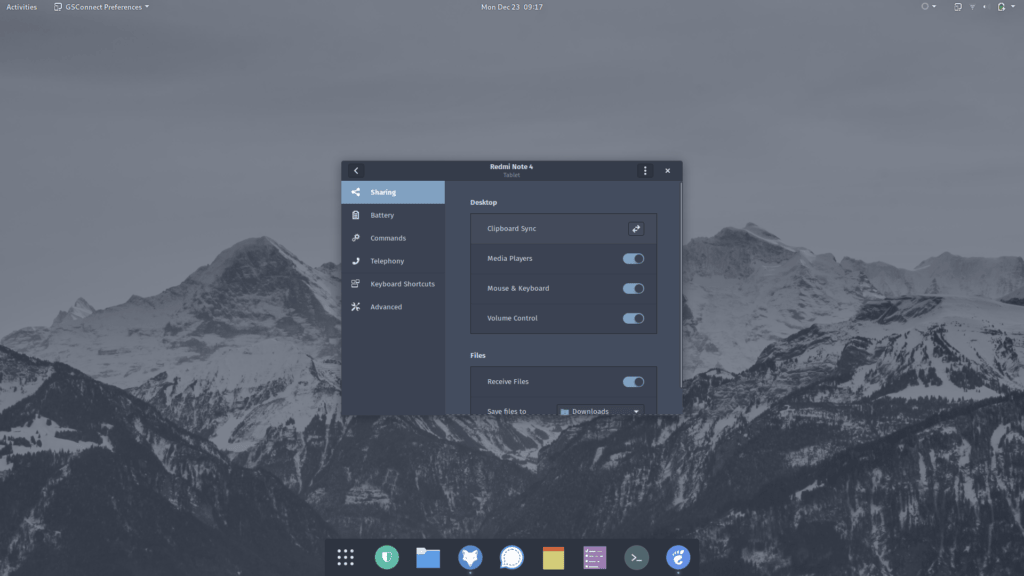 Activities
GSConnect Preferences
Mon Dec 23 09:17
Redmi Note 4
Tablet
Sharing
Battery
Commands
Telephony
Keyboard Shortcuts
Advanced
Desktop
Clipboard Sync
Media Players
Mouse & Keyboard
Volume Control
Files
Receive Files
Save files to
Downloads